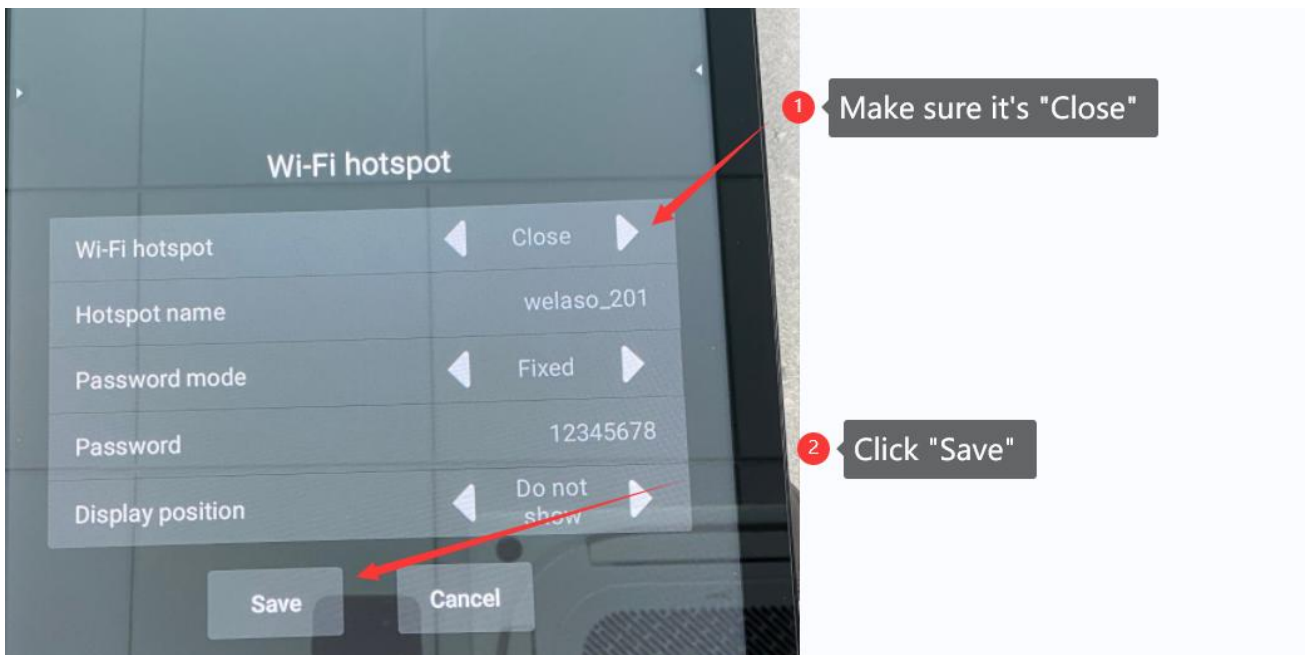 Wi-Fi hotspot
Wi-Fi hotspot Close
Hotspot name welaso_201
Password mode Fixed
Password 12345678
Display position Do not show
Save Cancel
1 Make sure it's "Close"
2 Click "Save"